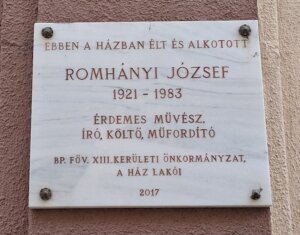 EBBEN A HÁZBAN ÉLT ÉS ALKOTOTT
ROMHÁNYI JÓZSEF
1921 - 1983
ÉRDEMES MŰVÉSZ,
ÍRÓ, KÖLTŐ, MŰFORDÍTÓ
BP. FŐV. XIII. KERÜLETI ÖNKORMÁNYZAT,
A HÁZ LAKÓI
2017